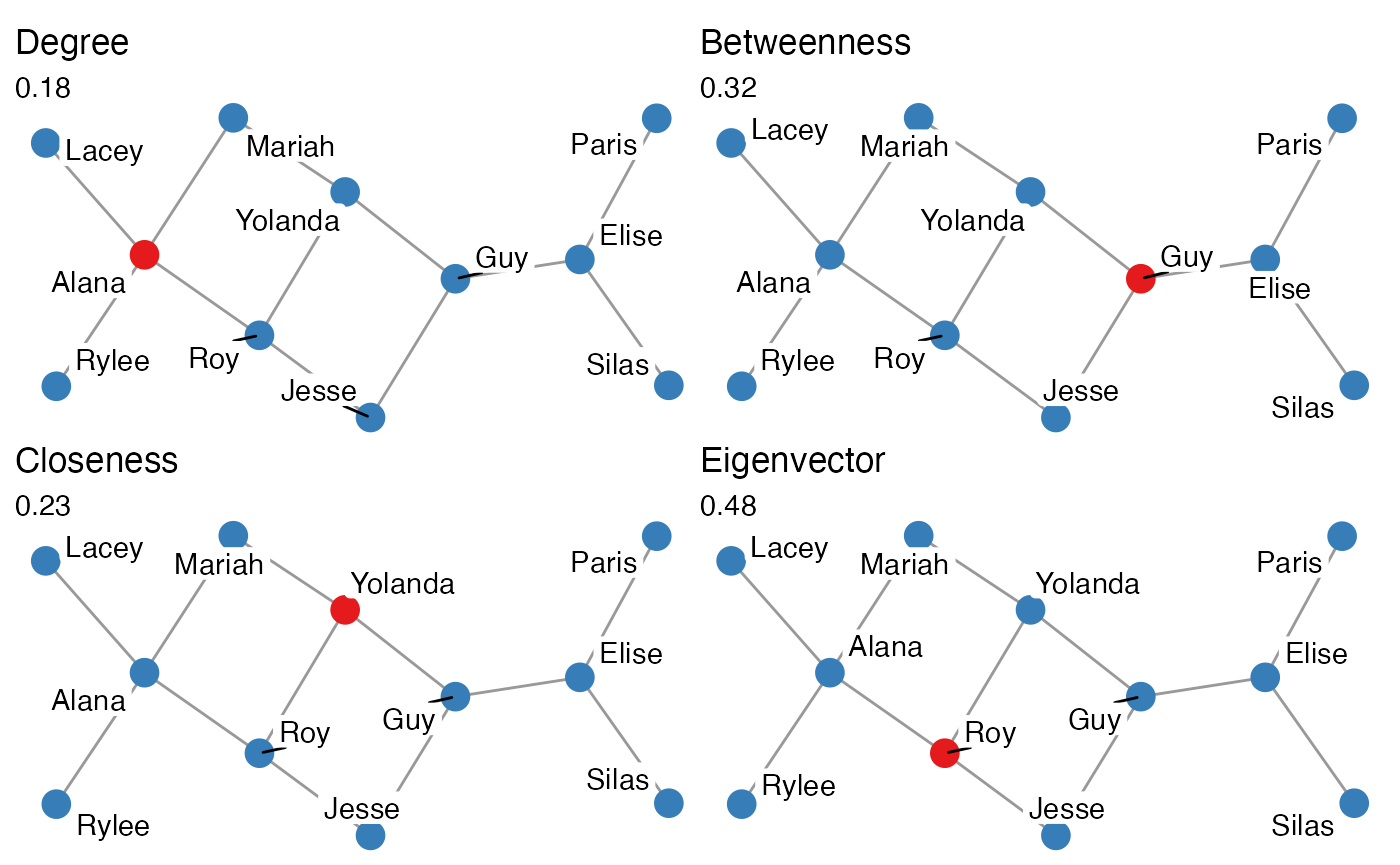 Degree
0.18
Lacey
Mariah
Paris
Yolanda
Elise
Guy
Alana
Rylee
Roy
Silas
Jesse
Betweenness
0.32
Lacey
Mariah
Paris
Yolanda
Guy
Alana
Elise
Rylee
Roy
Jesse
Silas
Closeness
0.23
Lacey
Mariah
Paris
Yolanda
Elise
Alana
Guy
Roy
Silas
Jesse
Rylee
Eigenvector
0.48
Lacey
Mariah
Paris
Yolanda
Alana
Elise
Guy
Roy
Rylee
Jesse
Silas